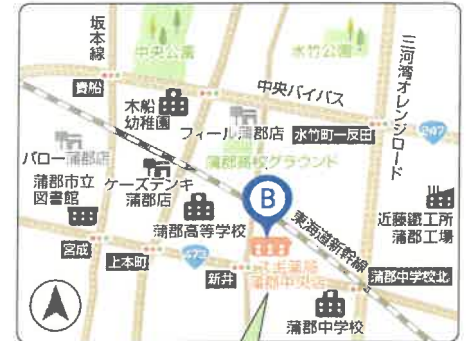 坂本線
中央公園
水竹公園
三河湾オレンジロード
中央バイパス
貴船
木船
幼稚園
フィール蒲郡店
水竹町一反田
247
バロー蒲郡店
蒲郡高校グラウンド
蒲郡市立
図書館
ケーズデンキ
蒲郡店
B
東海道新幹線
近藤鐵工所
蒲郡工場
蒲郡高等学校
宮成
上本町
473
新井
蒲郡中央店
蒲郡中学校北
蒲郡中学校